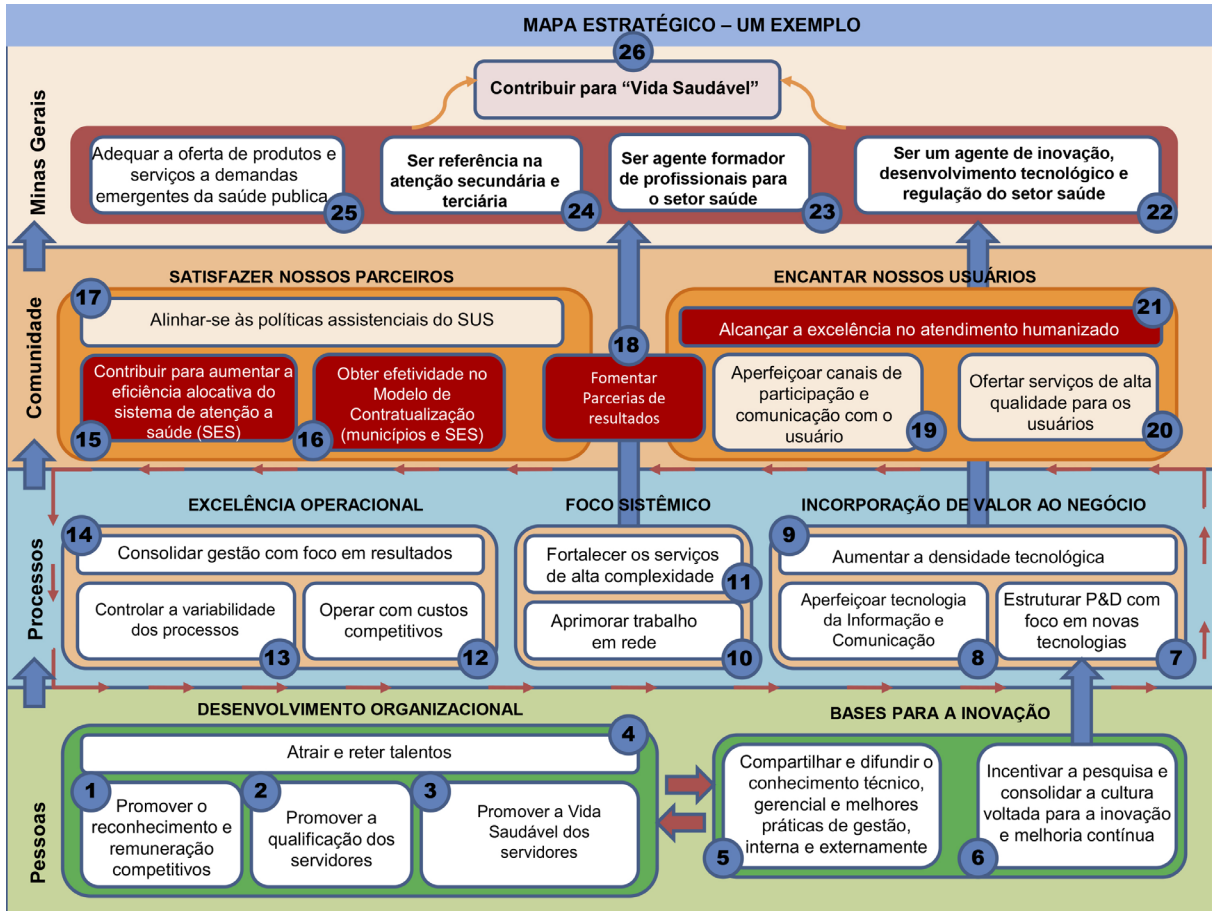 MAPA ESTRATÉGICO – UM EXEMPLO
26
Contribuir para “Vida Saudável”
Minas Gerais
Adequar a oferta de produtos e
serviços a demandas
emergentes da saúde publica
25
Ser referência na
atenção secundária e
terciária
24
Ser agente formador
de profissionais para
o setor saúde
23
Ser um agente de inovação,
desenvolvimento tecnológico e
regulação do setor saúde
22
Comunidade
SATISFAZER NOSSOS PARCEIROS
17
Alinhar-se às políticas assistenciais do SUS
Contribuir para aumentar a
eficiência alocativa do
sistema de atenção a
saúde (SES)
15
Obter efetividade no
Modelo de
Contratualização
(municípios e SES)
16
18
Fomentar
Parcerias de
resultados
ENCANTAR NOSSOS USUÁRIOS
21
Alcançar a excelência no atendimento humanizado
Aperfeiçoar canais de
participação e
comunicação com o
usuário
19
Ofertar serviços de alta
qualidade para os
usuários
20
Processos
EXCELÊNCIA OPERACIONAL
14
Consolidar gestão com foco em resultados
Controlar a variabilidade
dos processos
13
Operar com custos
competitivos
12
FOCO SISTÊMICO
Fortalecer os serviços
de alta complexidade
11
Aprimorar trabalho
em rede
10
INCORPORAÇÃO DE VALOR AO NEGÓCIO
9
Aumentar a densidade tecnológica
Aperfeiçoar tecnologia
da Informação e
Comunicação
8
Estruturar P&D com
foco em novas
tecnologias
7
Pessoas
DESENVOLVIMENTO ORGANIZACIONAL
4
Atrair e reter talentos
1
Promover o
reconhecimento e
remuneração
competitivos
2
Promover a
qualificação dos
servidores
3
Promover a Vida
Saudável dos
servidores
BASES PARA A INOVAÇÃO
Compartilhar e difundir o
conhecimento técnico,
gerencial e melhores
práticas de gestão,
interna e externamente
5
Incentivar a pesquisa e
consolidar a cultura
voltada para a inovação
e melhoria contínua
6